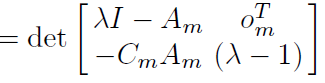 = det [ λI − A_m   o_m^T
−C_m A_m   (λ − 1) ]